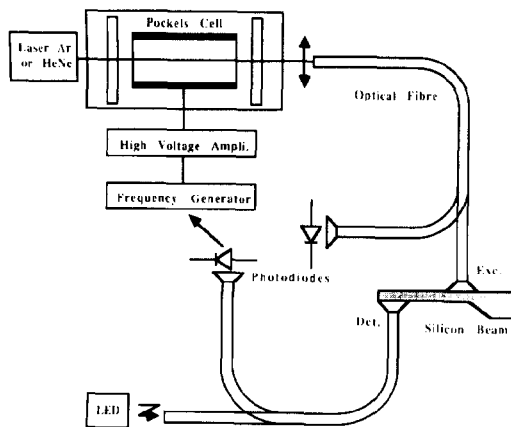 Pockels Cell
Laser Ar
or HeNe
Optical Fibre
High Voltage Ampli.
Frequency Generator
Photodiodes
Exc.
Det.
Silicon Beam
LED